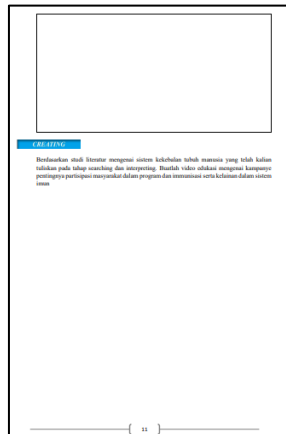 CREATING
Berdasarkan studi literatur mengenai sistem kekebalan tubuh manusia yang telah kalian
tuliskan pada tahap searching dan interpreting. Buatlah video edukasi mengenai kampanye
pentingnya partisipasi masyarakat dalam program dan immunisasi serta kelainan dalam sistem
imun
11